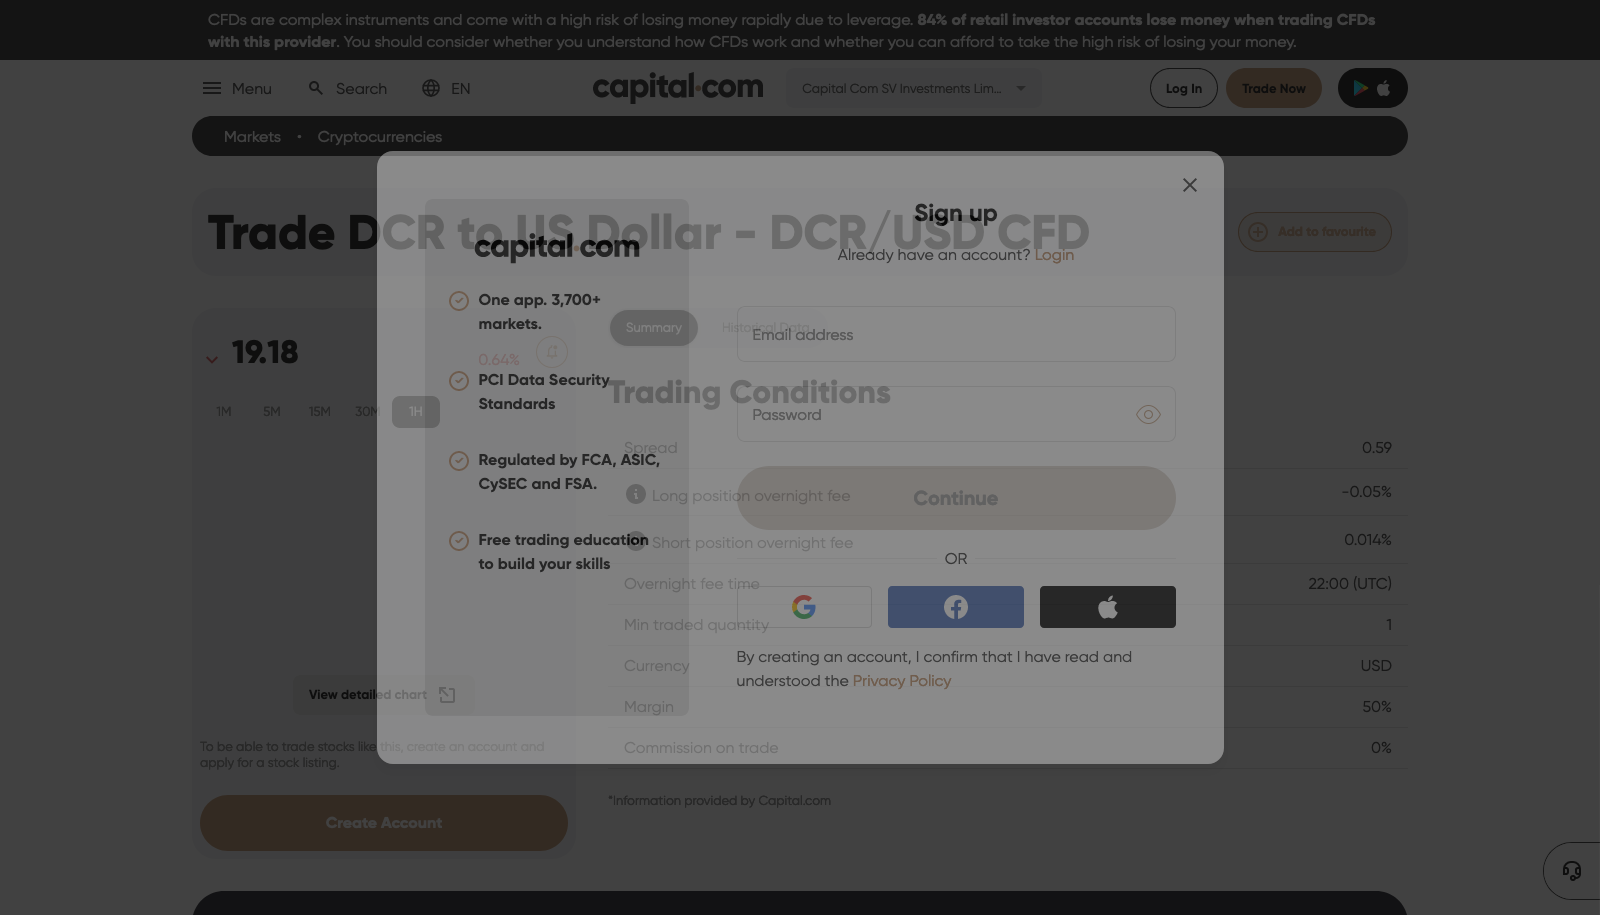 CFDs are complex instruments and come with a high risk of losing money rapidly due to leverage. 84% of retail investor accounts lose money when trading CFDs
with this provider. You should consider whether you understand how CFDs work and whether you can afford to take the high risk of losing your money.
Menu
Search
EN
capital.com
Capital Com SV Investments Lim...
Log In
Trade Now
Markets • Cryptocurrencies
Trade DCR to US Dollar - DCR/USD CFD
Add to favourite
19.18
0.64%
1M 5M 15M 30M 1H
View detailed chart
To be able to trade stocks like this, create an account and
apply for a stock listing.
Create Account
Summary
Historical Data
Trading Conditions
Spread 0.59
Long position overnight fee -0.05%
Short position overnight fee 0.014%
Overnight fee time 22:00 (UTC)
Min traded quantity 1
Currency USD
Margin 50%
Commission on trade 0%
*Information provided by Capital.com
capital.com
One app. 3,700+
markets.
PCI Data Security
Standards
Regulated by FCA, ASIC,
CySEC and FSA.
Free trading education
to build your skills
Sign up
Already have an account? Login
Email address
Password
Continue
OR
By creating an account, I confirm that I have read and
understood the Privacy Policy